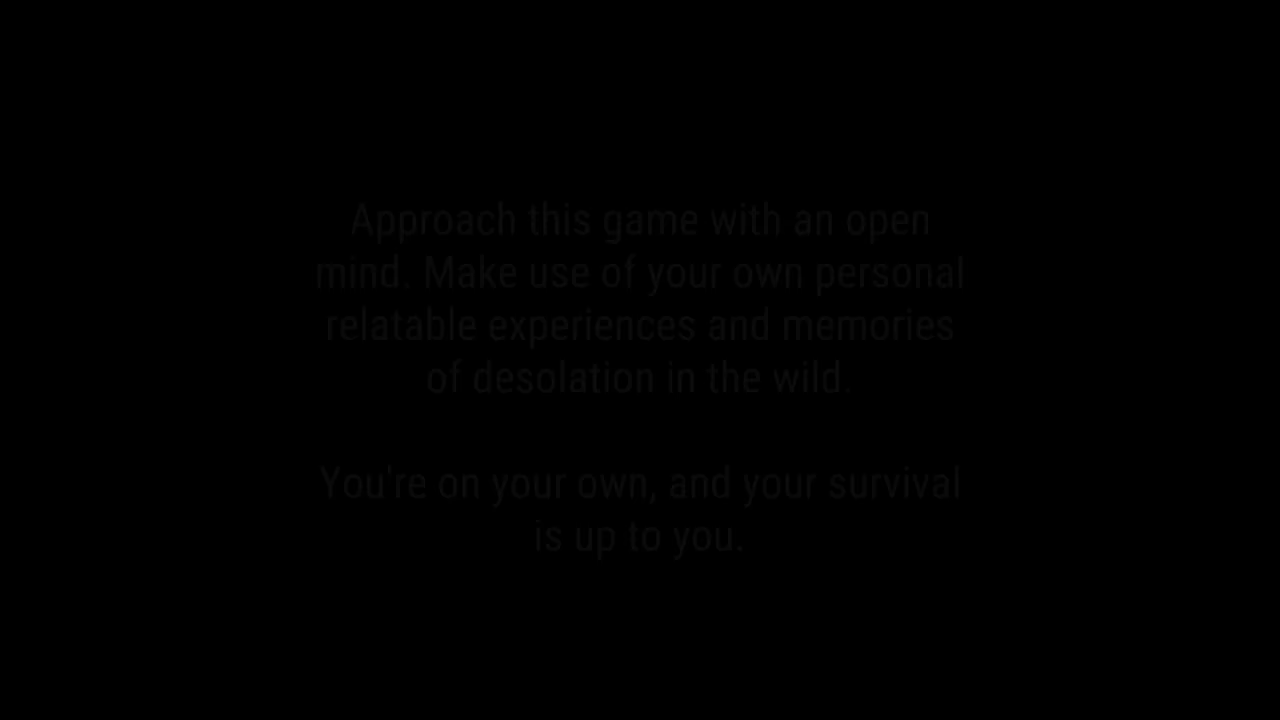 Approach this game with an open
mind. Make use of your own personal
relatable experiences and memories
of desolation in the wild.
You're on your own, and your survival
is up to you.